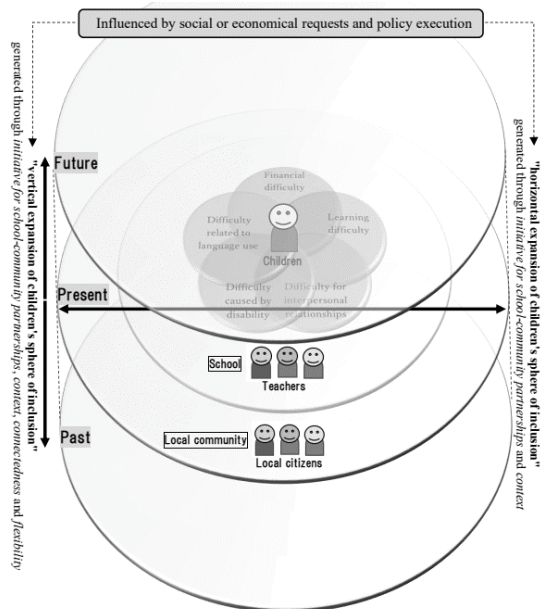 Influenced by social or economical requests and policy execution
"vertical expansion of children's sphere of inclusion"
generated through initiative for school-community partnerships, context, connectedness and flexibility
Future
Financial
difficulty
Difficulty
related to
language use
Learning
difficulty
Children
Difficulty
caused by
disability
Difficulty for
interpersonal
relationships
Present
School
Teachers
Past
Local community
Local citizens
"horizontal expansion of children's sphere of inclusion"
generated through initiative for school-community partnerships and context